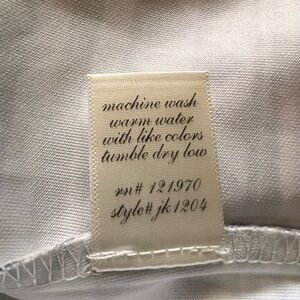 machine wash
warm water
with like colors
tumble dry low
rn# 121970
style# jk1204